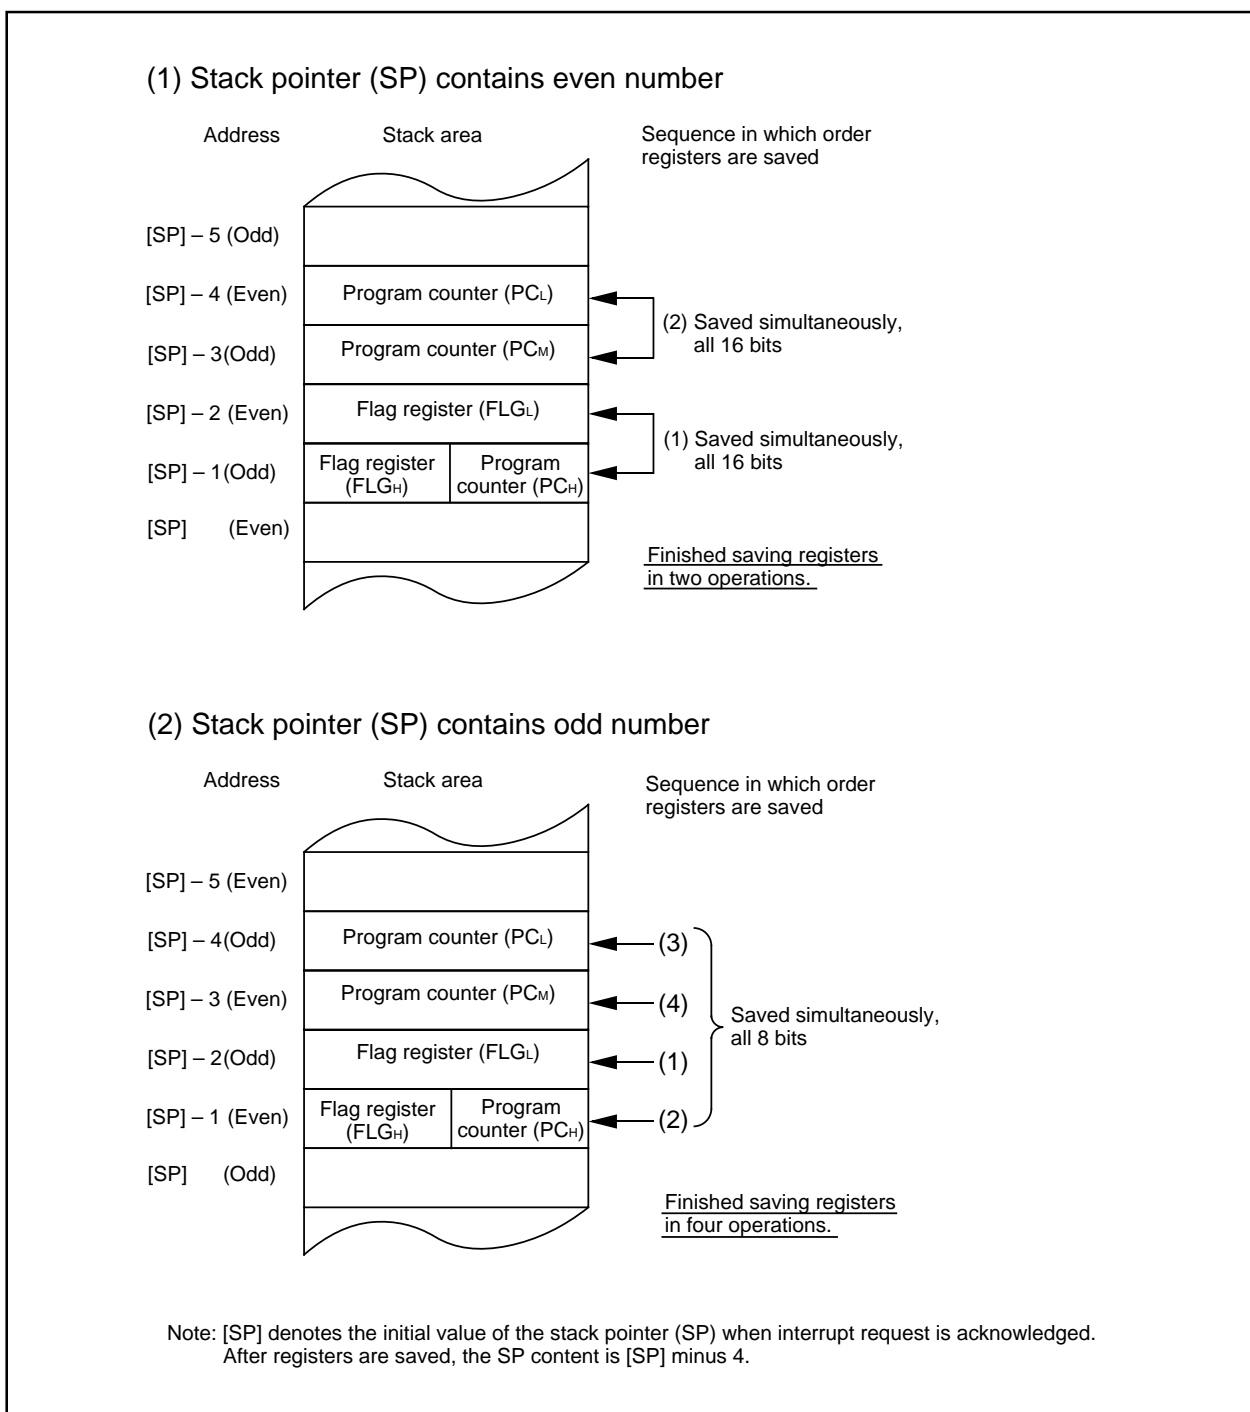 (1) Stack pointer (SP) contains even number
Address Stack area Sequence in which order
registers are saved
[SP] – 5 (Odd)
[SP] – 4 (Even) Program counter (PCL)
(2) Saved simultaneously,
all 16 bits
[SP] – 3(Odd) Program counter (PCM)
[SP] – 2 (Even) Flag register (FLGL)
(1) Saved simultaneously,
all 16 bits
[SP] – 1(Odd) Flag register
(FLGH)
Program
counter (PCH)
[SP] (Even)
Finished saving registers
in two operations.
(2) Stack pointer (SP) contains odd number
Address Stack area Sequence in which order
registers are saved
[SP] – 5 (Even)
[SP] – 4(Odd) Program counter (PCL) (3)
[SP] – 3 (Even) Program counter (PCM) (4)
Saved simultaneously,
all 8 bits
[SP] – 2(Odd) Flag register (FLGL) (1)
[SP] – 1 (Even) Flag register
(FLGH)
Program
counter (PCH)
(2)
[SP] (Odd)
Finished saving registers
in four operations.
Note: [SP] denotes the initial value of the stack pointer (SP) when interrupt request is acknowledged.
After registers are saved, the SP content is [SP] minus 4.